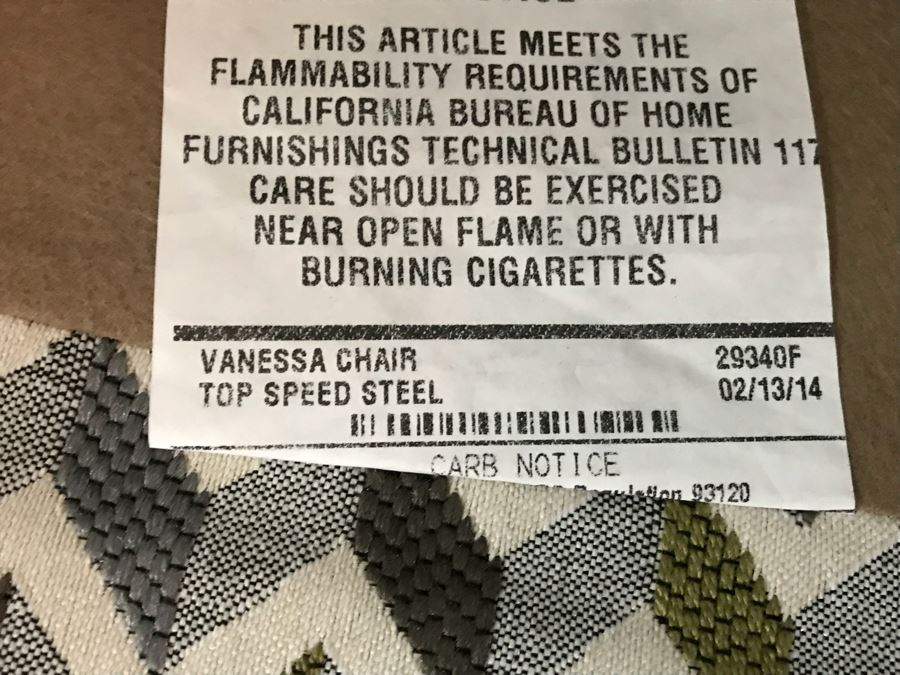 THIS ARTICLE MEETS THE
FLAMMABILITY REQUIREMENTS OF
CALIFORNIA BUREAU OF HOME
FURNISHINGS TECHNICAL BULLETIN 117
CARE SHOULD BE EXERCISED
NEAR OPEN FLAME OR WITH
BURNING CIGARETTES.
VANESSA CHAIR 29340F
TOP SPEED STEEL 02/13/14
CARB NOTICE
93120